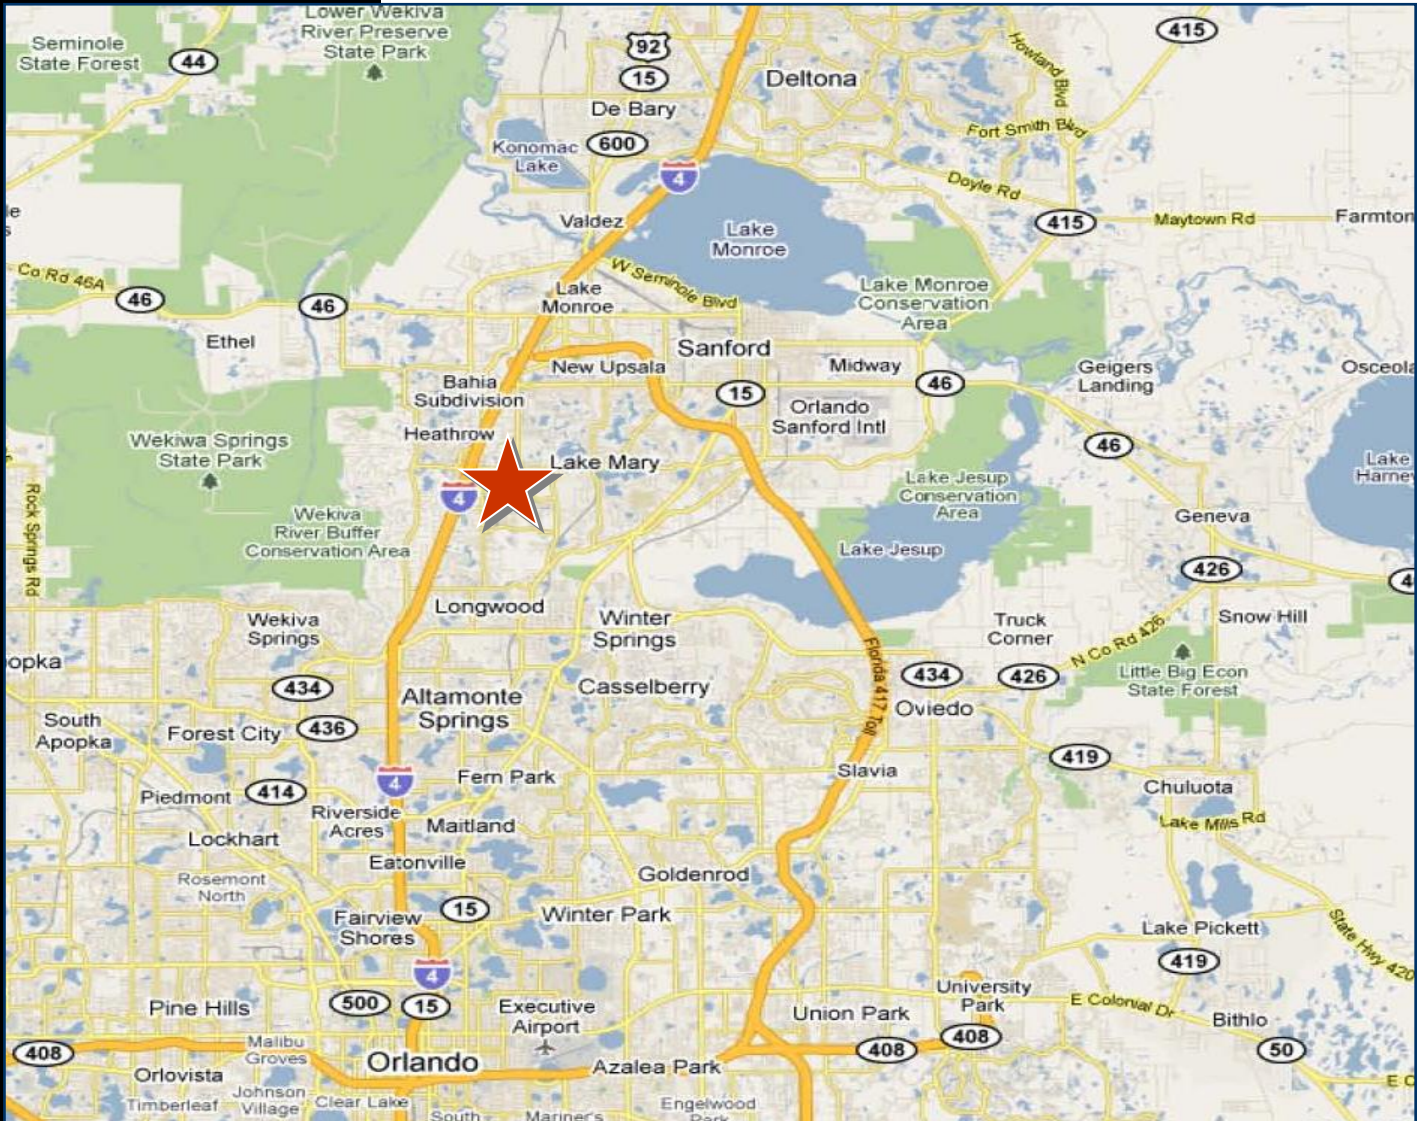 Lower Wekiva
River Preserve
State Park
Seminole
State Forest
44
92
15
De Bary
600
Deltona
Howland Blvd
415
Fort Smith Blvd
Konomac
Lake
4
Doyle Rd
415
Maytown Rd
Farmton
Valdez
Lake
Monroe
Co Rd 46A
46
46
W Seminole Blvd
Lake
Monroe
Lake Monroe
Conservation
Area
Ethel
Sanford
New Upsala
Midway
46
Geigers
Landing
Osceola
Bahia
Subdivision
15
Orlando
Sanford Intl
Heathrow
Wekiwa Springs
State Park
Lake Mary
46
Lake
Harney
4
Lake Jesup
Conservation
Area
Rock Springs Rd
Wekiva
River Buffer
Conservation Area
Geneva
Lake Jesup
426
Longwood
Wekiva
Springs
Winter
Springs
Truck
Corner
Snow Hill
N Co Rd 426
opka
Florida 417 Toll
434
Altamonte
Springs
Casselberry
434
426
Little Big Econ
State Forest
Oviedo
South
Apopka
Forest City
436
419
4
Fern Park
Slavia
Piedmont
414
Chuluota
Riverside
Acres
Maitland
Lake Mills Rd
Lockhart
Eatonville
Goldenrod
Rosemont
North
15
Fairview
Shores
Winter Park
Lake Pickett
State Hwy 420
4
419
Pine Hills
500
15
Executive
Airport
University
Park
E Colonial Dr
Union Park
Bithlo
408
Malibu
Groves
Orlando
Azalea Park
408
408
50
Orlovista
Timberleaf
Johnson
Village
Clear Lake
South
Mariner's
Engelwood
Park